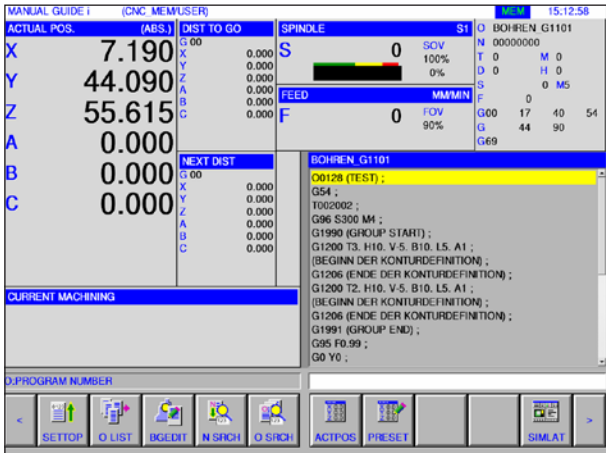 MANUAL GUIDE i (CNC_MEM/USER) MEM 15:12:58
ACTUAL POS. (ABS.)
X 7.190
Y 44.090
Z 55.615
A 0.000
B 0.000
C 0.000
DIST TO GO
G 00
X 0.000
Y 0.000
Z 0.000
A 0.000
B 0.000
C 0.000
NEXT DIST
G 00
X 0.000
Y 0.000
Z 0.000
A 0.000
B 0.000
C 0.000
SPINDLE S1
S 0 SOV
100%
0%
FEED MM/MIN
F 0 FOV
90%
O BOHREN_G1101
N 00000000
T 0 M 0
D 0 H 0
S 0 M5
F 0
G00 17 40 54
G 44 90
G69
BOHREN_G1101
O0128 (TEST) ;
G54 ;
T002002 ;
G96 S300 M4 ;
G1990 (GROUP START) ;
G1200 T3. H10. V-5. B10. L5. A1 ;
(BEGINN DER KONTURDEFINITION) ;
G1206 (ENDE DER KONTURDEFINITION) ;
G1200 T2. H10. V-5. B10. L5. A1 ;
(BEGINN DER KONTURDEFINITION) ;
G1206 (ENDE DER KONTURDEFINITION) ;
G1991 (GROUP END) ;
G95 F0.99 ;
G0 Y0 ;
CURRENT MACHINING
O:PROGRAM NUMBER
< SETTOP O LIST BGEDIT N SRCH O SRCH ACTPOS PRESET SIMLAT >